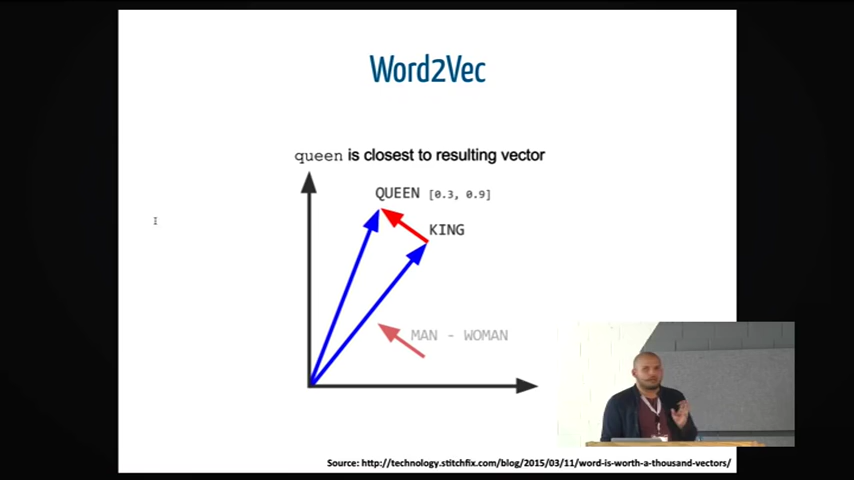 Word2Vec
queen is closest to resulting vector
QUEEN [0.3, 0.9]
KING
MAN - WOMAN
Source: http://technology.stitchfix.com/blog/2015/03/11/word-is-worth-a-thousand-vectors/